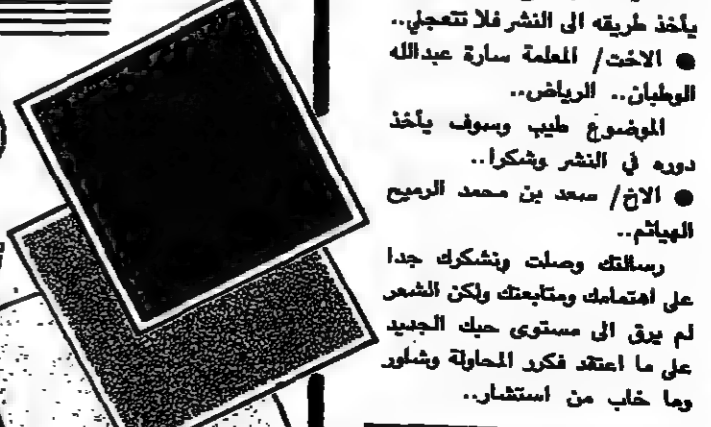 يأخذ طريقه الى النشر فلا تتعجلي..
● الاخت/ المعلمة سارة عبدالله
الوطبان.. الرياض..
الموضوع طيب وسوف يأخذ
دوره في النشر وشكرا..
● الاخ/ سعد بن محمد الرميح
الهياثم..
رسالتك وصلت ونشكرك جدا
على اهتمامك ومتابعتك ولكن الشعر
لم يرق الى مستوى حبك الجديد
على ما اعتقد فكرر المحاولة وشاور
وما خاب من استشار..